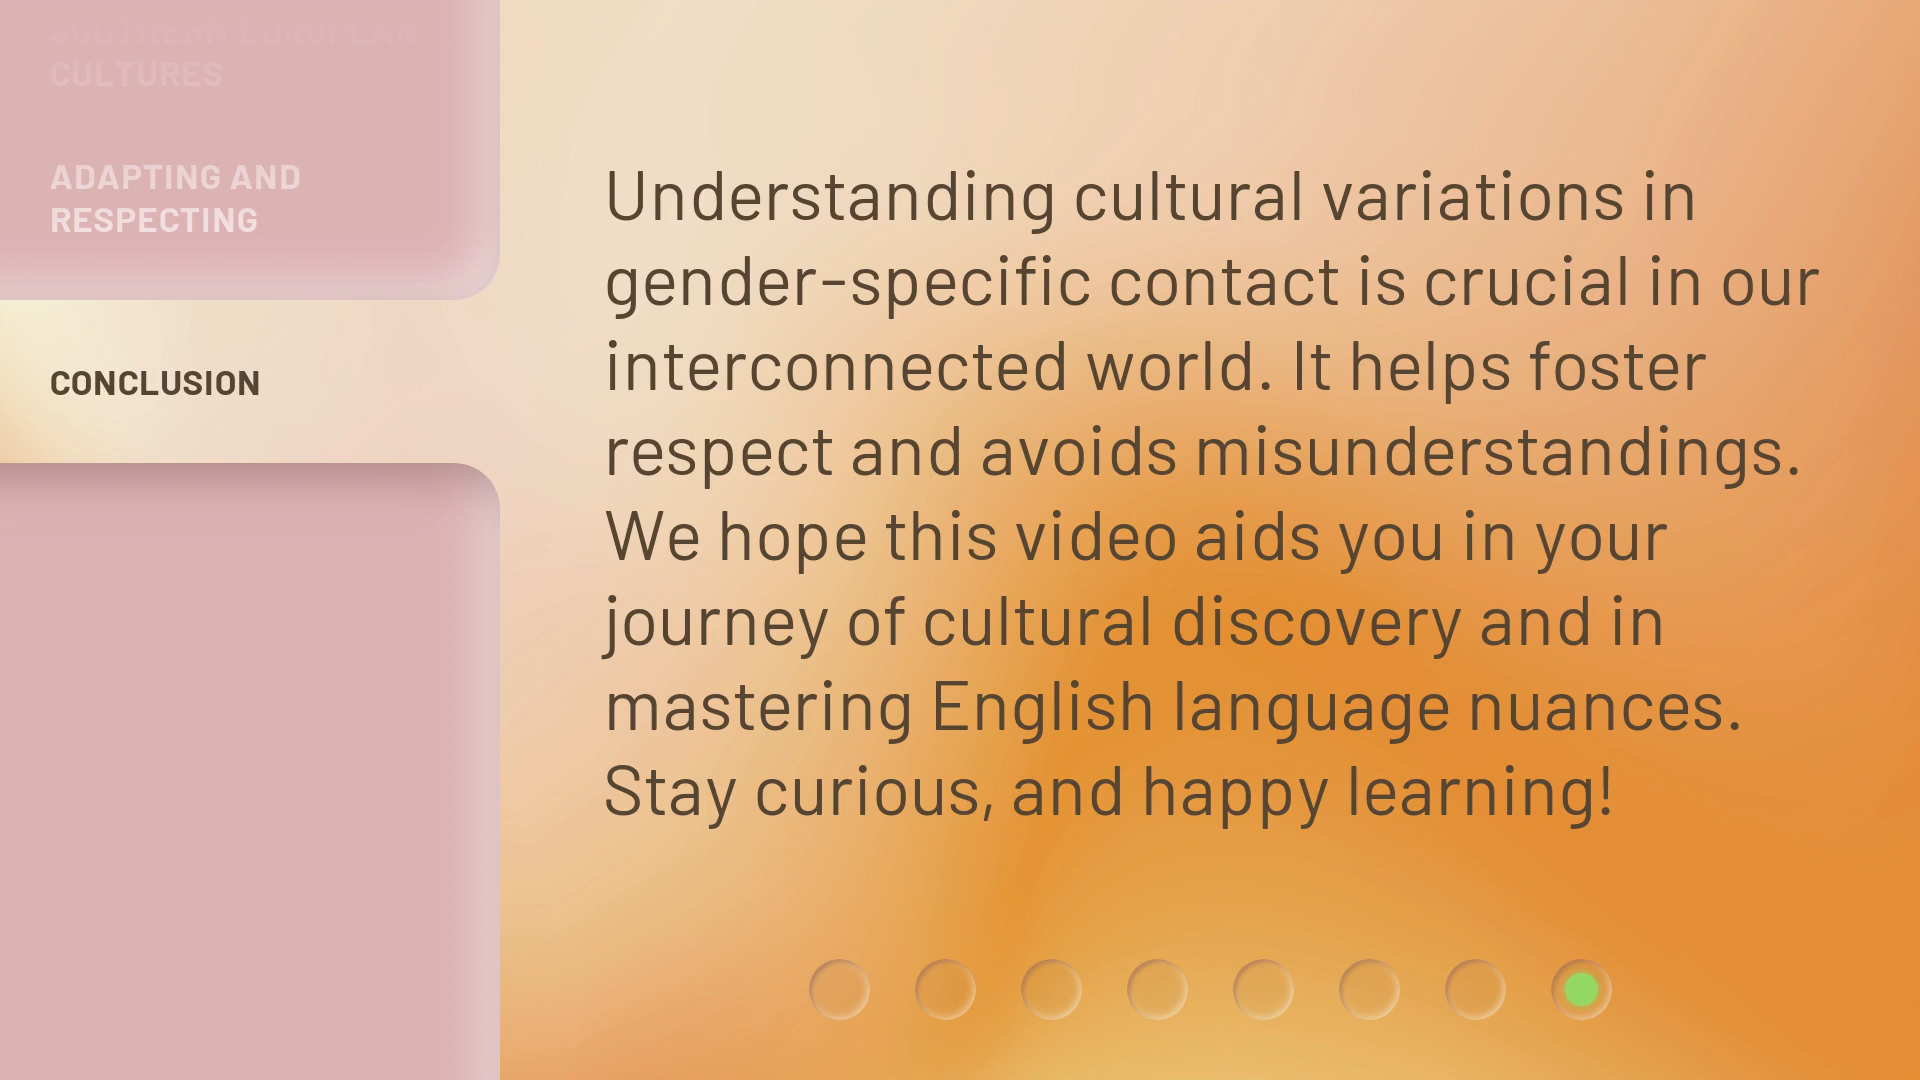 SOUTHERN EUROPEAN
CULTURES
ADAPTING AND
RESPECTING
CONCLUSION
Understanding cultural variations in
gender-specific contact is crucial in our
interconnected world. It helps foster
respect and avoids misunderstandings.
We hope this video aids you in your
journey of cultural discovery and in
mastering English language nuances.
Stay curious, and happy learning!